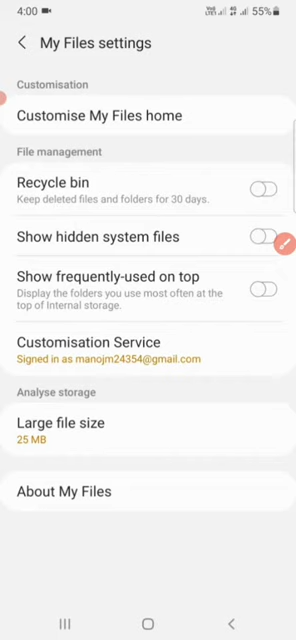 4:00
55%
My Files settings
Customisation
Customise My Files home
File management
Recycle bin
Keep deleted files and folders for 30 days.
Show hidden system files
Show frequently-used on top
Display the folders you use most often at the
top of Internal storage.
Customisation Service
Signed in as manojm24354@gmail.com
Analyse storage
Large file size
25 MB
About My Files